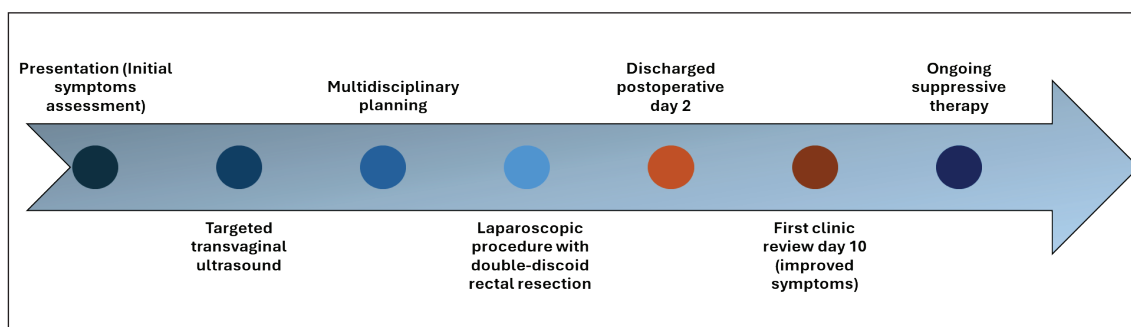 Presentation (Initial
symptoms
assessment)
Targeted
transvaginal
ultrasound
Multidisciplinary
planning
Laparoscopic
procedure with
double-discoid
rectal resection
Discharged
postoperative
day 2
First clinic
review day 10
(improved
symptoms)
Ongoing
suppressive
therapy